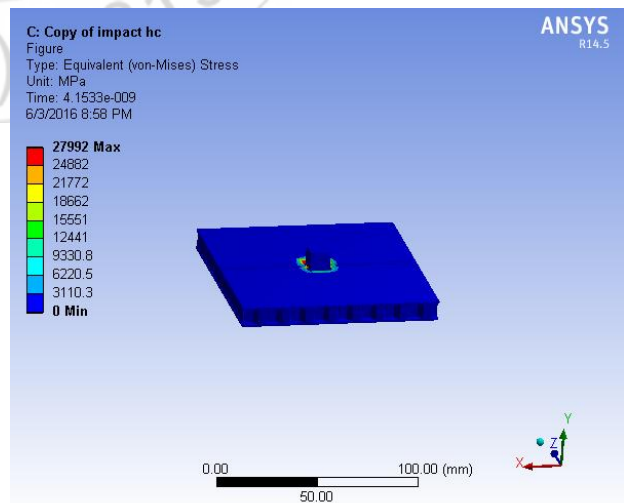 C: Copy of impact hc
Figure
Type: Equivalent (von-Mises) Stress
Unit: MPa
Time: 4.1533e-009
6/3/2016 8:58 PM
ANSYS
R14.5
27992 Max
24882
21772
18662
15551
12441
9330.8
6220.5
3110.3
0 Min
0.00 100.00 (mm)
50.00
Y
Z
X